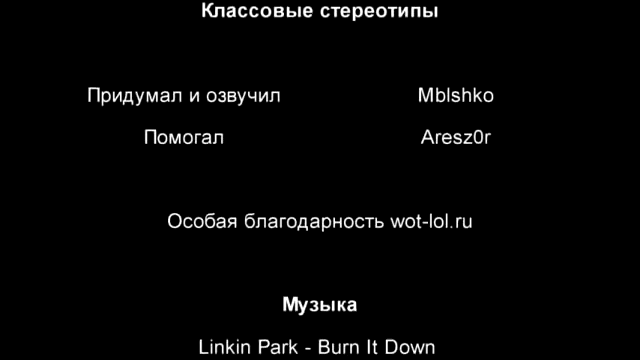 Классовые стереотипы
Придумал и озвучил Mblshko
Помогал Aresz0r
Особая благодарность wot-lol.ru
Музыка
Linkin Park - Burn It Down